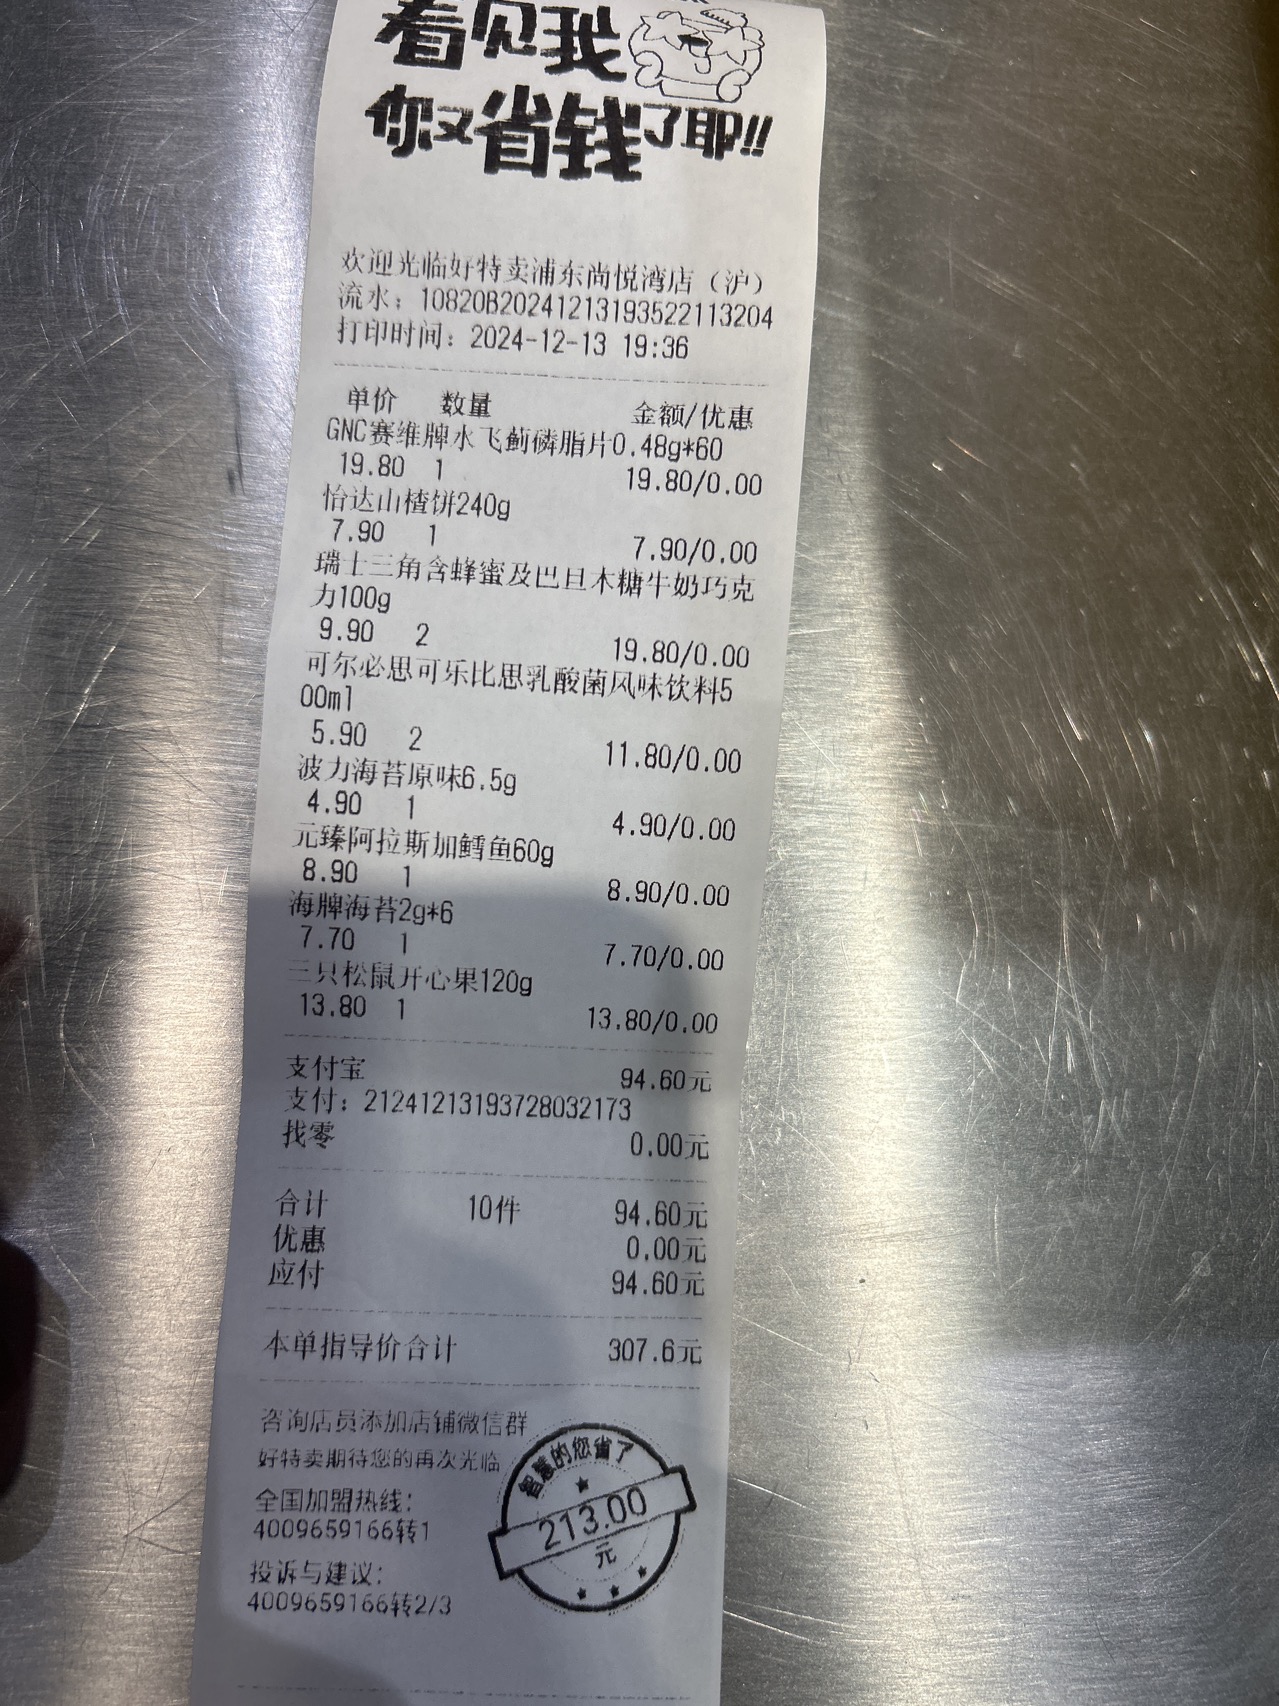 看见我
你又省钱了耶!!
欢迎光临好特卖浦东尚悦湾店（沪）
流水：10820B20241213193522113204
打印时间：2024-12-13 19:36
单价 数量 金额/优惠
GNC赛维牌水飞蓟磷脂片0.48g*60
19.80 1 19.80/0.00
怡达山楂饼240g
7.90 1 7.90/0.00
瑞士三角含蜂蜜及巴旦木糖牛奶巧克
力100g
9.90 2 19.80/0.00
可尔必思可乐比思乳酸菌风味饮料5
00ml
5.90 2 11.80/0.00
波力海苔原味6.5g
4.90 1 4.90/0.00
元臻阿拉斯加鳕鱼60g
8.90 1 8.90/0.00
海牌海苔2g*6
7.70 1 7.70/0.00
三只松鼠开心果120g
13.80 1 13.80/0.00
支付宝 94.60元
支付：21241213193728032173
找零 0.00元
合计 10件 94.60元
优惠 0.00元
应付 94.60元
本单指导价合计 307.6元
咨询店员添加店铺微信群
好特卖期待您的再次光临
全国加盟热线：
4009659166转1
投诉与建议：
4009659166转2/3
智慧的您省了
213.00
元